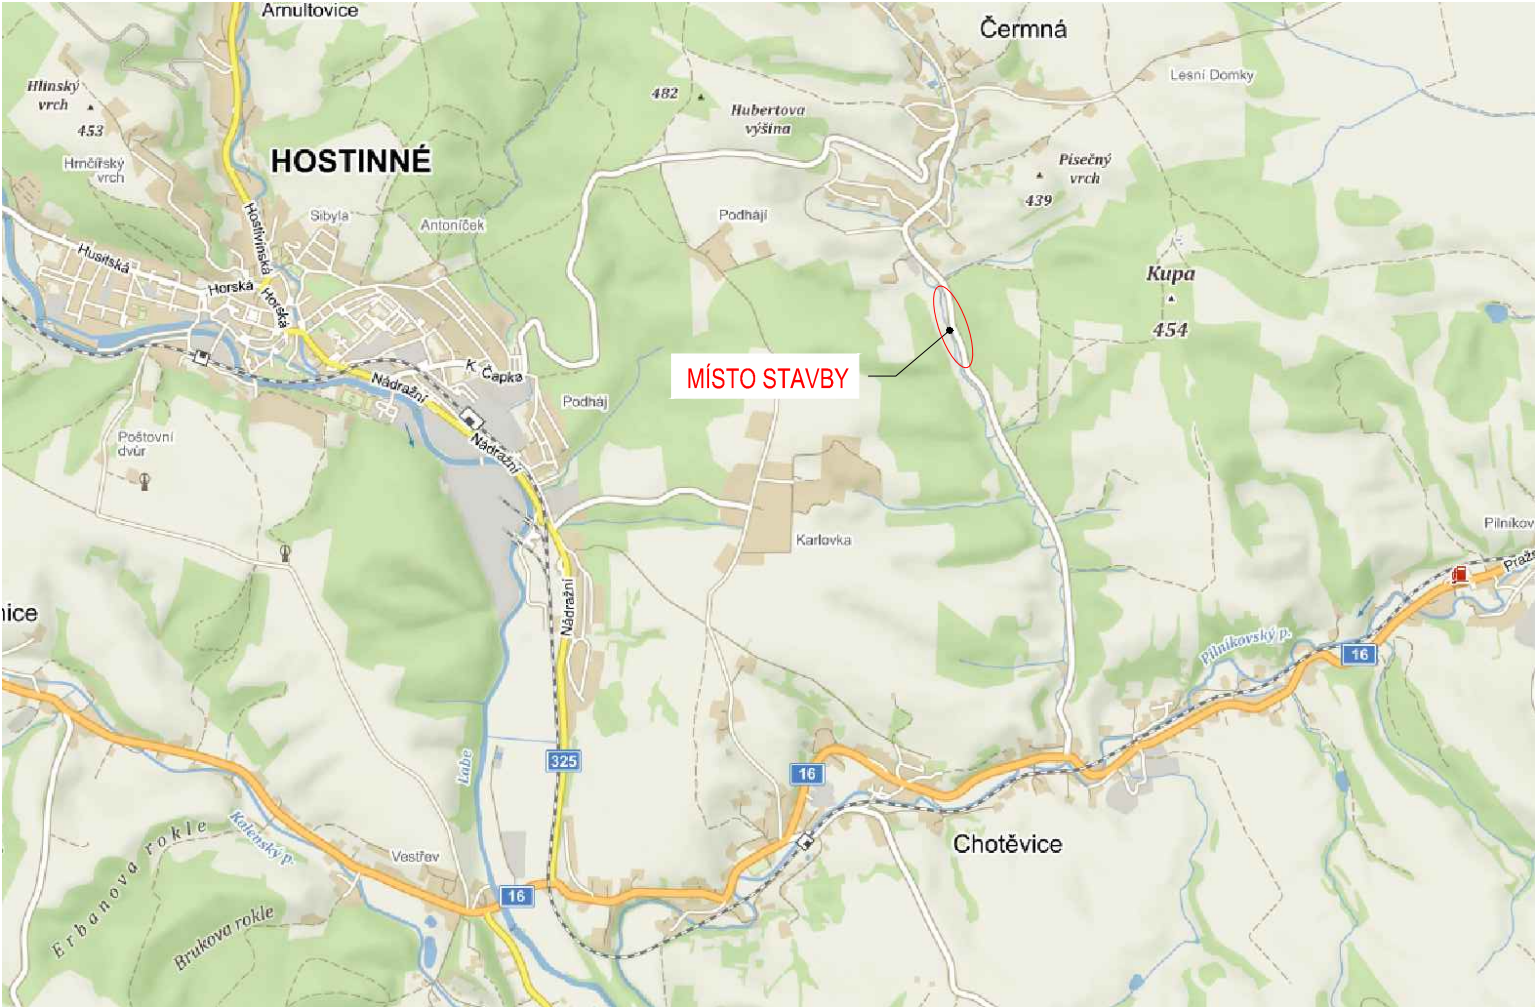 Arnultovice
Čermná
Lesní Domky
Hlinský
vrch
453
482
Hubertova
výšina
Hrnčířský
vrch
HOSTINNÉ
Písečný
vrch
439
Sibyla
Antoníček
Podhájí
Hostivínská
Husitská
Horská
Horská
Kupa
454
MÍSTO STAVBY
K. Čapka
Nádražní
Podháj
Poštovní
dvůr
Nádražní
Karlovka
Pilníkov
Nádražní
nice
Pilníkovský p.
16
325
Labe
16
Kalenský p.
Erbanova rokle
Vestřev
Chotěvice
16
Brukova rokle